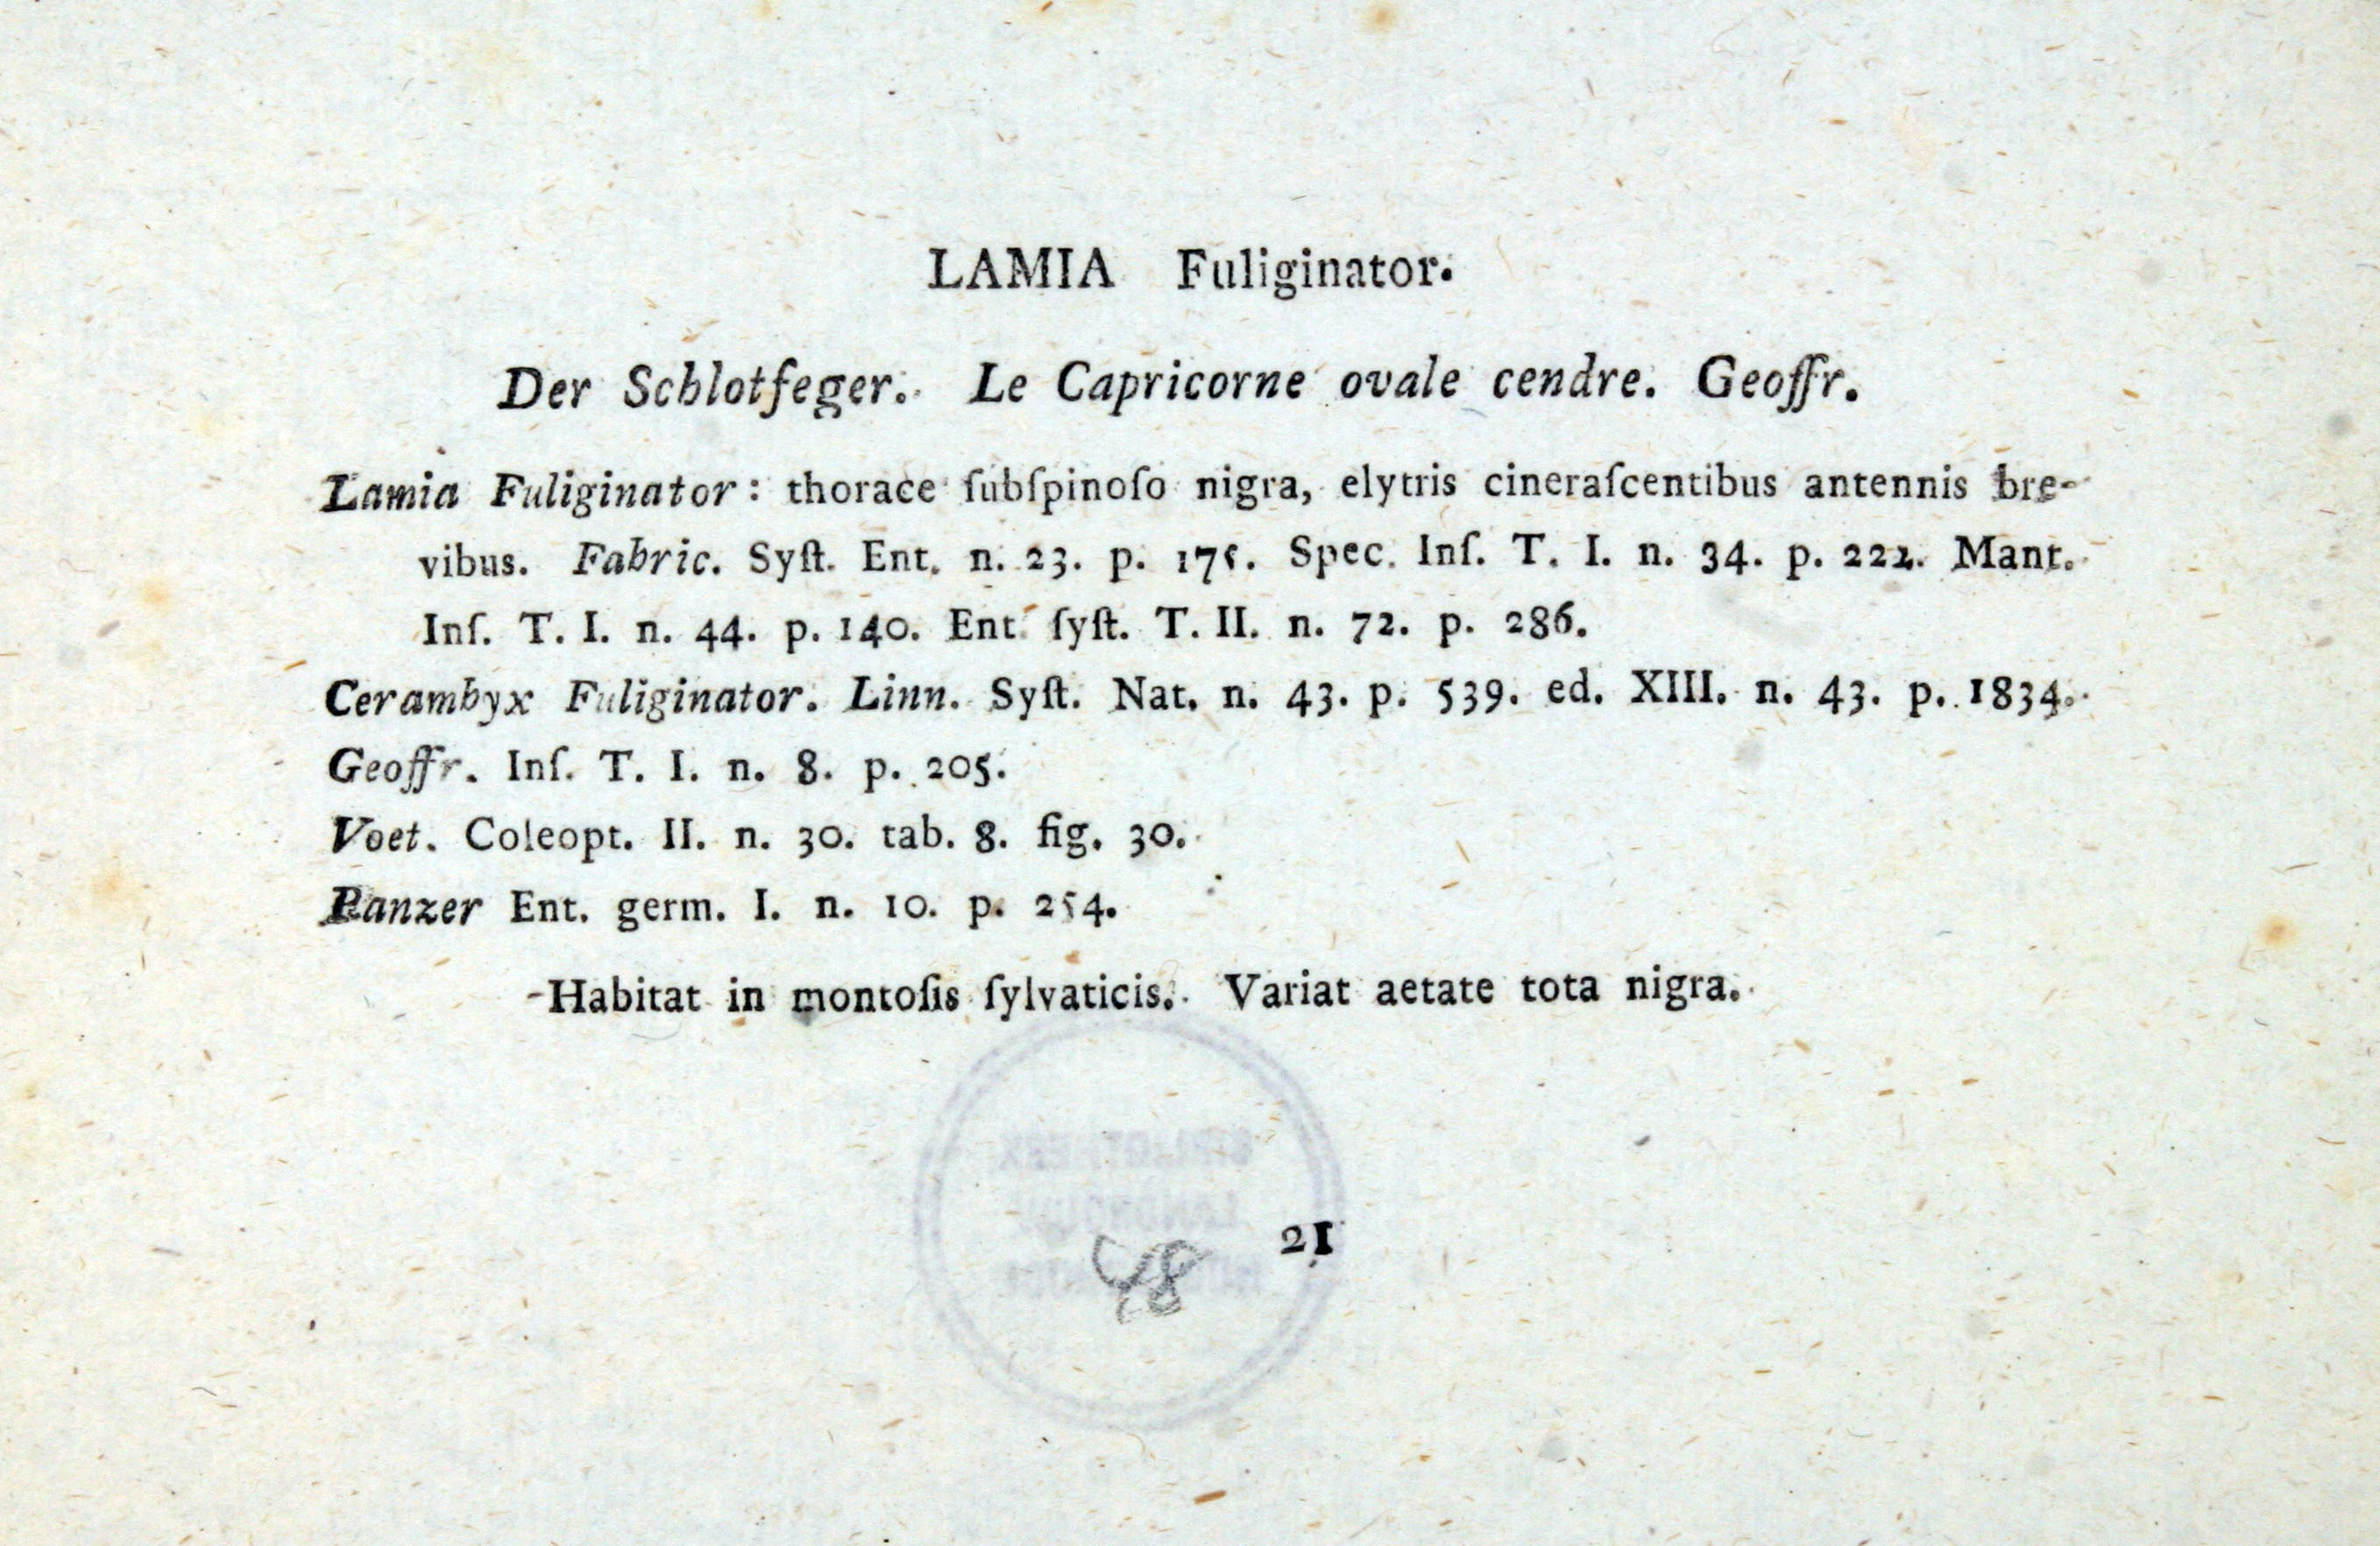 LAMIA Fuliginator.
Der Schlotfeger. Le Capricorne ovale cendre. Geoffr.
Lamia Fuliginator: thorace ſubſpinoſo nigra, elytris cineraſcentibus antennis bre-
vibus. Fabric. Syſt. Ent. n. 23. p. 175. Spec. Inſ. T. I. n. 34. p. 222. Mant.
Inſ. T. I. n. 44. p. 140. Ent. ſyſt. T. II. n. 72. p. 286.
Cerambyx Fuliginator. Linn. Syſt. Nat. n. 43. p. 539. ed. XIII. n. 43. p. 1834.
Geoffr. Inſ. T. I. n. 8. p. 205.
Voet. Coleopt. II. n. 30. tab. 8. fig. 30.
Panzer Ent. germ. I. n. 10. p. 254.
Habitat in montoſis ſylvaticis. Variat aetate tota nigra.
21
48